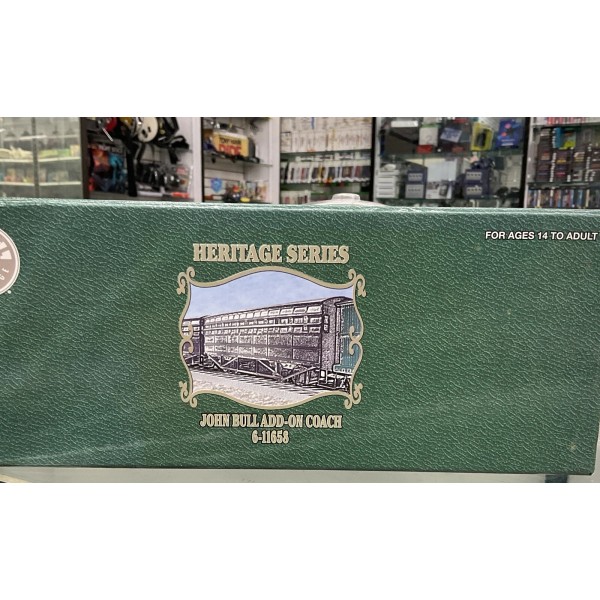 HERITAGE SERIES
FOR AGES 14 TO ADULT
JOHN BULL ADD-ON COACH
6-11658